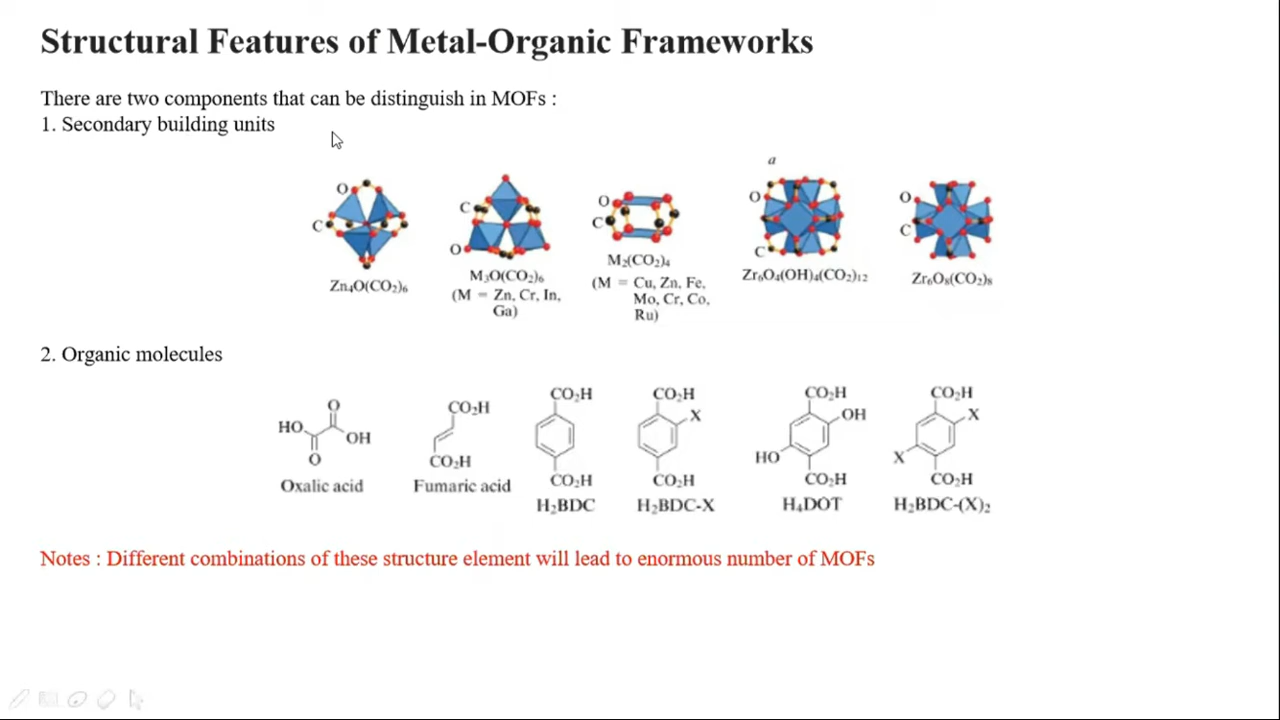 Structural Features of Metal-Organic Frameworks
There are two components that can be distinguish in MOFs :
1. Secondary building units
a
O
C
Zn₄O(CO₂)₆
C
O
M₃O(CO₂)₆
(M = Zn, Cr, In,
Ga)
O
C
M₂(CO₂)₄
(M = Cu, Zn, Fe,
Mo, Cr, Co,
Ru)
O
C
Zr₆O₄(OH)₄(CO₂)₁₂
O
C
Zr₆O₈(CO₂)₈
2. Organic molecules
O
HO
OH
O
Oxalic acid
CO₂H
CO₂H
Fumaric acid
CO₂H
CO₂H
H₂BDC
CO₂H
X
CO₂H
H₂BDC-X
CO₂H
OH
HO
CO₂H
H₄DOT
CO₂H
X
X
CO₂H
H₂BDC-(X)₂
Notes : Different combinations of these structure element will lead to enormous number of MOFs